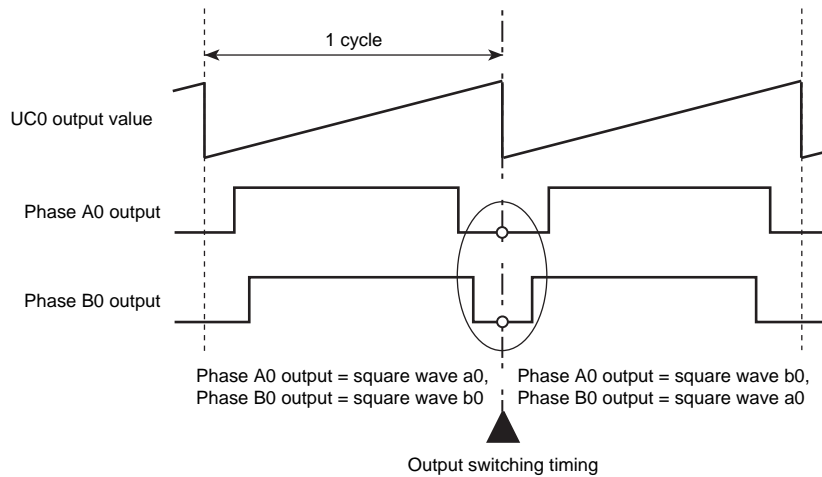 1 cycle
UC0 output value
Phase A0 output
Phase B0 output
Phase A0 output = square wave a0,
Phase B0 output = square wave b0
Phase A0 output = square wave b0,
Phase B0 output = square wave a0
Output switching timing